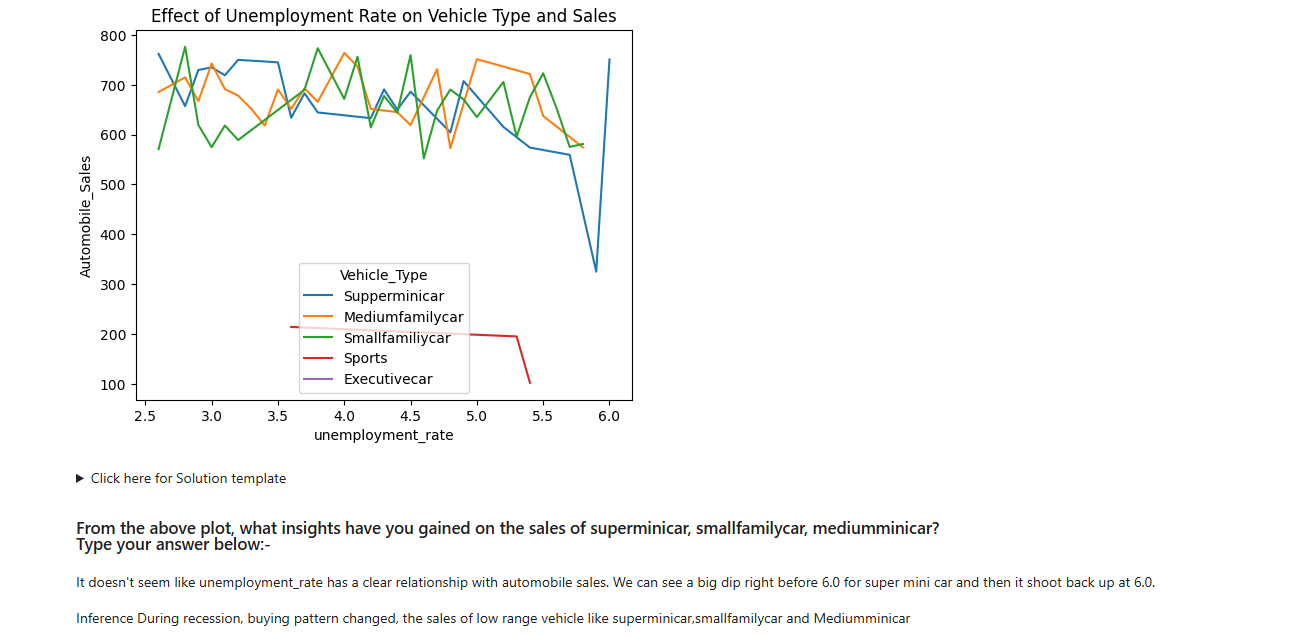 Effect of Unemployment Rate on Vehicle Type and Sales
800
700
600
500
400
300
200
100
Automobile_Sales
Vehicle_Type
Supperminicar
Mediumfamilycar
Smallfamiliycar
Sports
Executivecar
2.5 3.0 3.5 4.0 4.5 5.0 5.5 6.0
unemployment_rate
Click here for Solution template
From the above plot, what insights have you gained on the sales of superminicar, smallfamilycar, mediumminicar?
Type your answer below:-
It doesn't seem like unemployment_rate has a clear relationship with automobile sales. We can see a big dip right before 6.0 for super mini car and then it shoot back up at 6.0.
Inference During recession, buying pattern changed, the sales of low range vehicle like superminicar,smallfamilycar and Mediumminicar